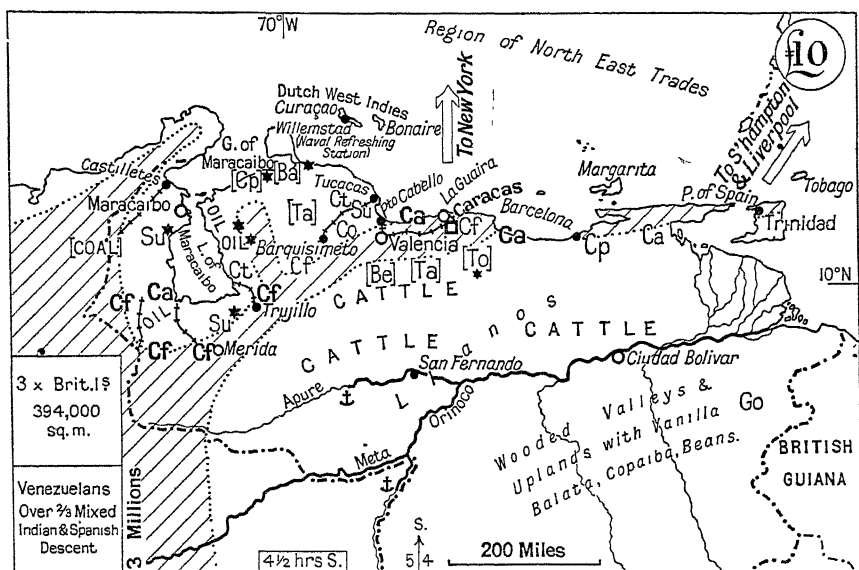 70°W
Region of North East Trades
£10
To New York
To S'hampton
& Liverpool
Dutch West Indies
Curaçao
Bonaire
Willemstad
(Naval Refreshing
Station)
G. of
Maracaibo
[Cp]
[Ba]
Castilletes
Maracaibo
Tucacas
Pto Cabello
La Guaira
Caracas
Margarita
Barcelona
P. of Spain
Tobago
Trinidad
OIL
[Ta]
Ct
Su
Ca
Cf
Su
[COAL]
L. of
Maracaibo
OIL
Barquisimeto
Co
Valencia
Ca
Cp
Ca
Ct
Cf
[Be]
[Ta]
[To]
10°N
Cf
Ca
Cf
OIL
Su
Trujillo
CATTLE
Cf
Cf
Merida
CATTLE
CATTLE
Llanos
San Fernando
Ciudad Bolivar
Apure
Orinoco
Meta
3 x Brit. Is
394,000
sq. m.
Wooded Valleys &
Uplands with Vanilla
Balata, Copaiba, Beans.
Go
BRITISH
GUIANA
Venezuelans
Over 2/3 Mixed
Indian & Spanish
Descent
3 Millions
4½ hrs S.
S.
5 4
200 Miles